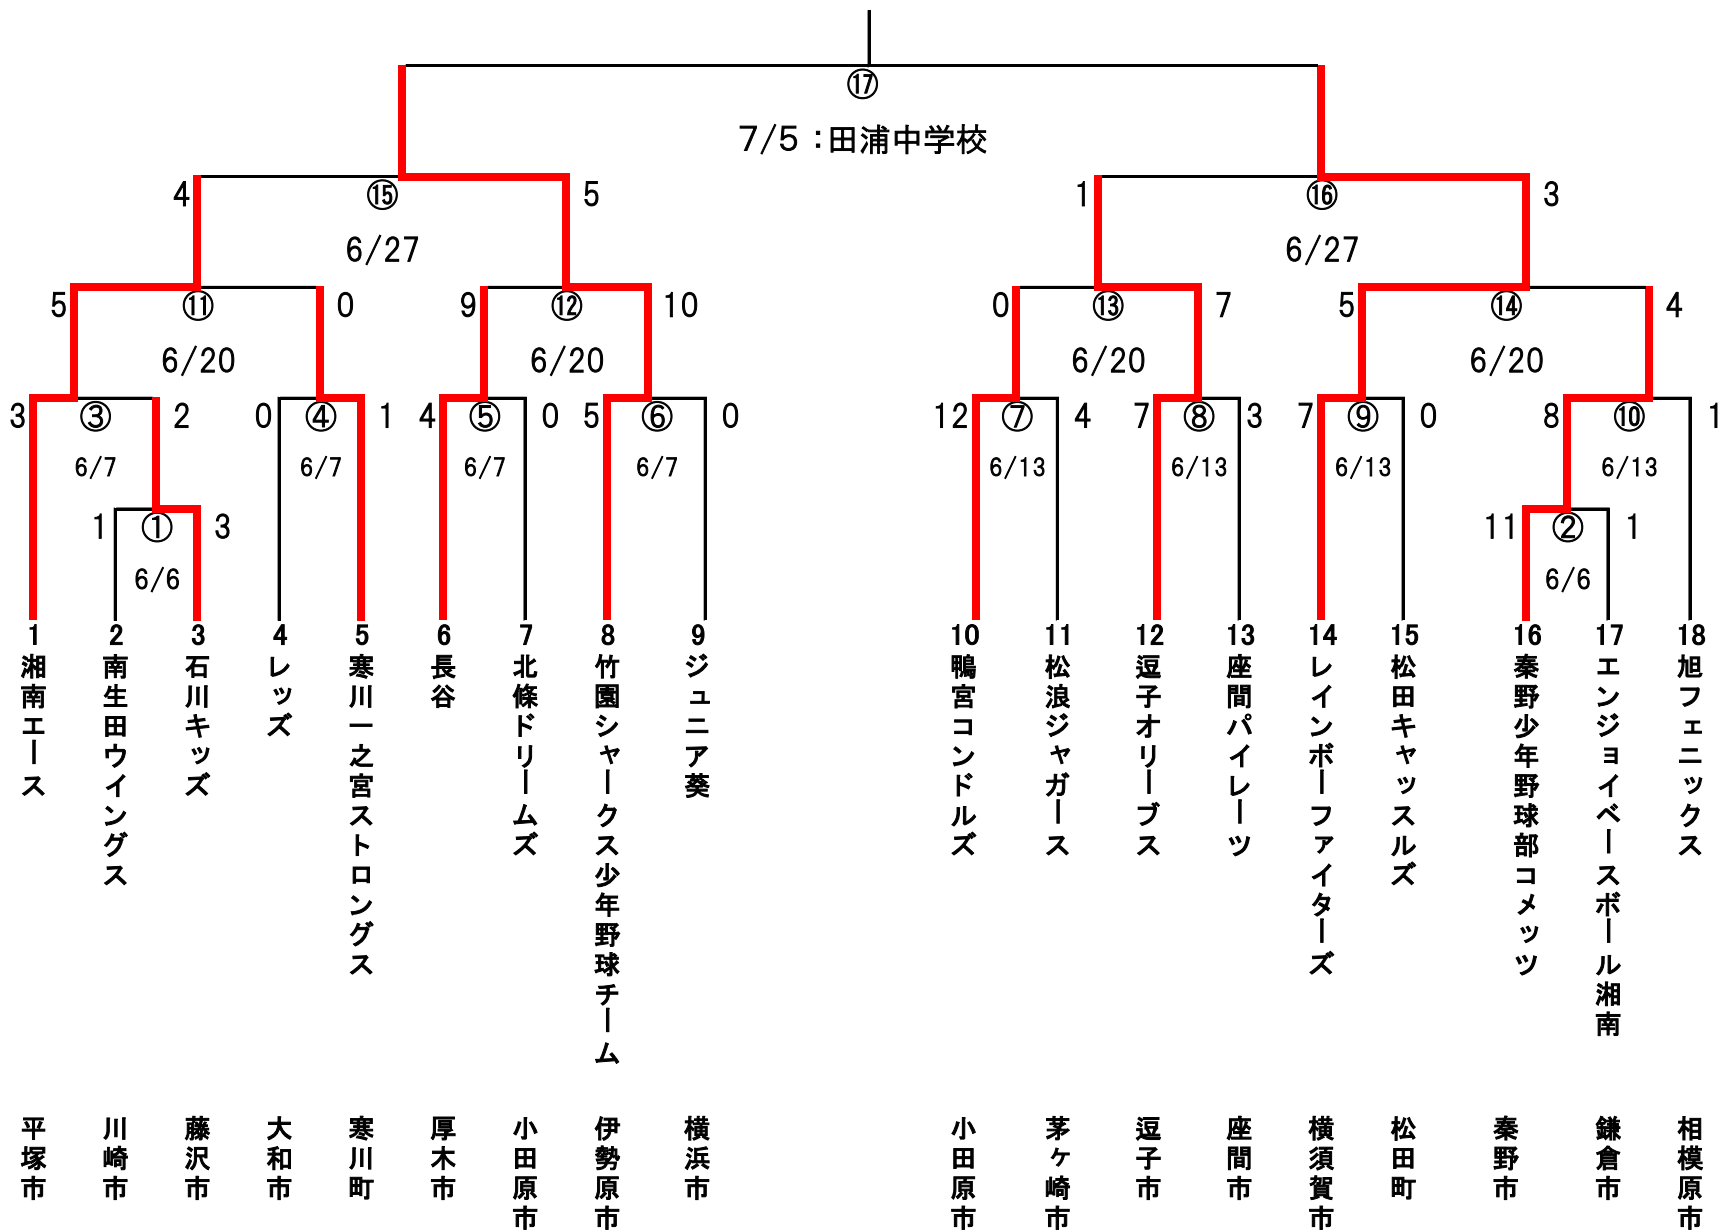 ⑰
7/5：田浦中学校
4 ⑮ 5
1 ⑯ 3
6/27
6/27
5 ⑪ 0
9 ⑫ 10
0 ⑬ 7
5 ⑭ 4
6/20
6/20
6/20
6/20
3 ③ 2
0 ④ 1
4 ⑤ 0
5 ⑥ 0
12 ⑦ 4
7 ⑧ 3
7 ⑨ 0
8 ⑩ 1
6/7
6/7
6/7
6/7
6/13
6/13
6/13
6/13
1 ① 3
11 ② 1
6/6
6/6
1 湘南エース
2 南生田ウイングス
3 石川キッズ
4 レッズ
5 寒川一之宮ストロングス
6 長谷
7 北條ドリームズ
8 竹園シャークス少年野球チーム
9 ジュニア葵
10 鴨宮コンドルズ
11 松浪ジャガース
12 逗子オリーブス
13 座間パイレーツ
14 レインボーファイターズ
15 松田キャッスルズ
16 秦野少年野球部コメッツ
17 エンジョイベースボール湘南
18 旭フェニックス
平塚市
川崎市
藤沢市
大和市
寒川町
厚木市
小田原市
伊勢原市
横浜市
小田原市
茅ヶ崎市
逗子市
座間市
横須賀市
松田町
秦野市
鎌倉市
相模原市